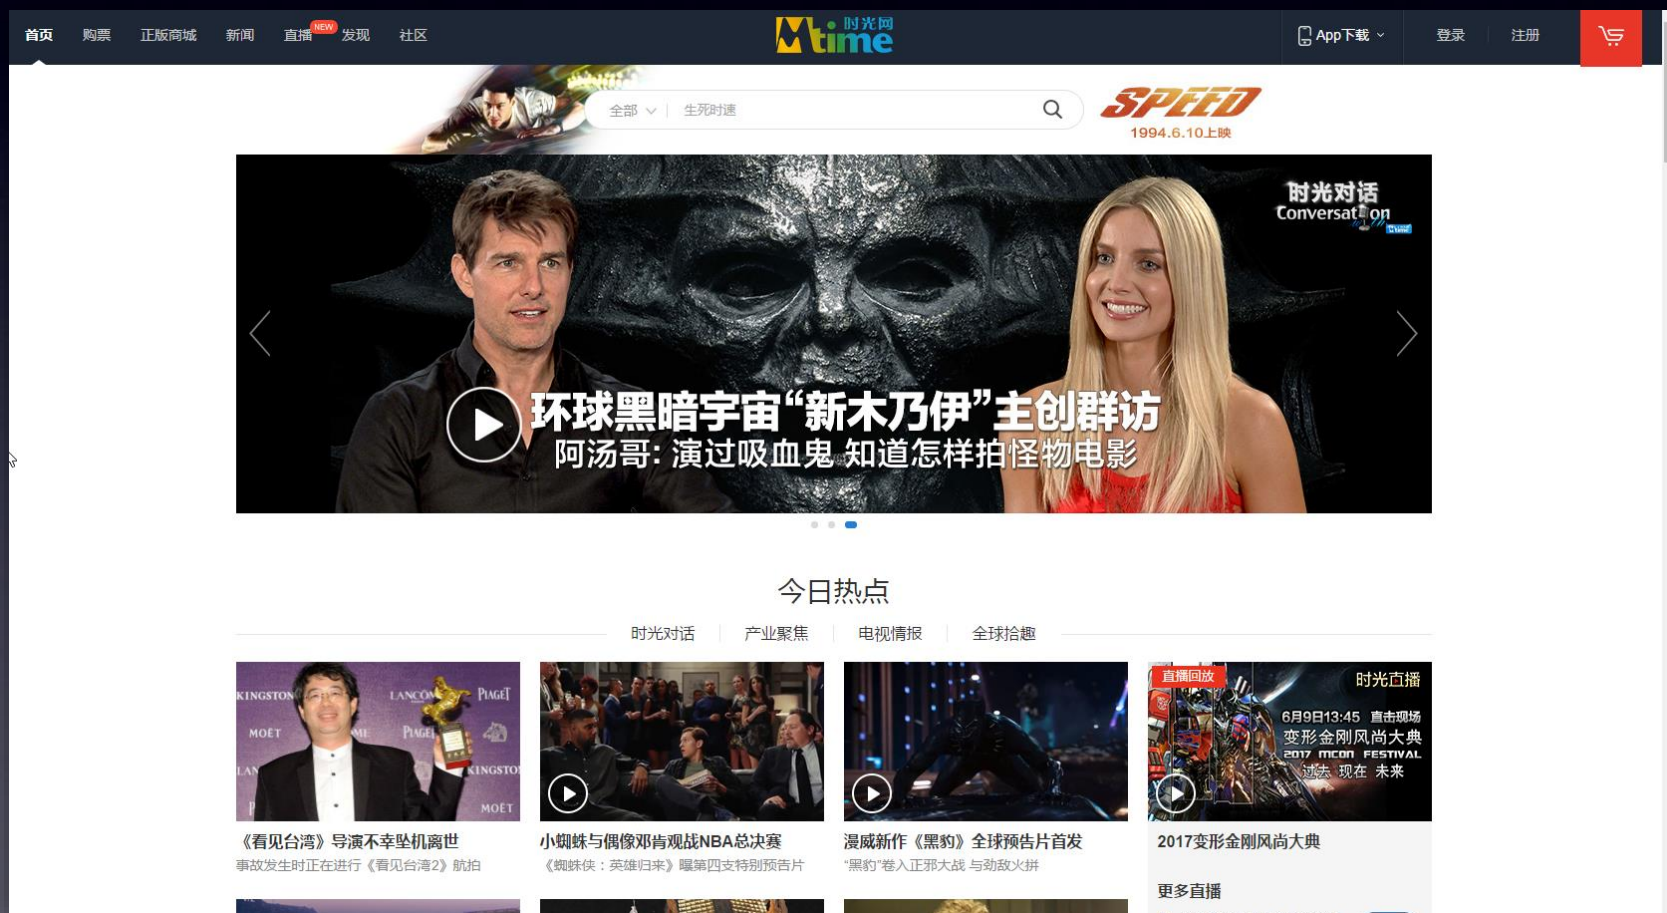 首页 购票 正版商城 新闻 直播 NEW 发现 社区
时光网
Mtime
App下载 登录 注册
全部 生死时速
SPEED
1994.6.10上映
时光对话
Conversation
环球黑暗宇宙“新木乃伊”主创群访
阿汤哥: 演过吸血鬼 知道怎样拍怪物电影
今日热点
时光对话 产业聚焦 电视情报 全球拾趣
KINGSTON LANCÔM PIAGET
MOËT PIAGE
KINGSTO
MOËT
直播回放
时光直播
6月9日13:45 直击现场
变形金刚风尚大典
2017 MCON FESTIVAL
过去 现在 未来
《看见台湾》导演不幸坠机离世
事故发生时正在进行《看见台湾2》航拍
小蜘蛛与偶像邓肯观战NBA总决赛
《蜘蛛侠：英雄归来》曝第四支特别预告片
漫威新作《黑豹》全球预告片首发
“黑豹”卷入正邪大战 与劲敌火拼
2017变形金刚风尚大典
更多直播